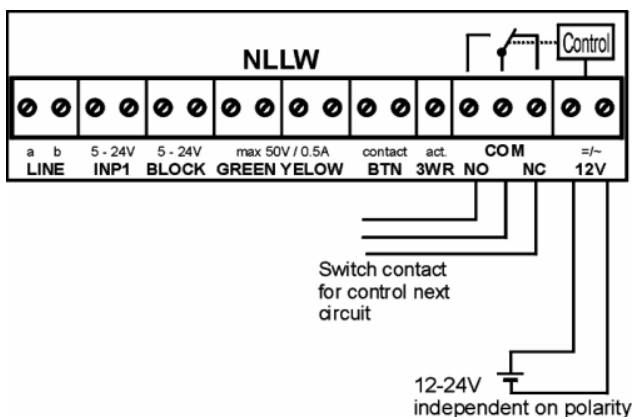 NLLW
Control
a b 5 - 24V 5 - 24V max 50V / 0.5A contact act. COM =/~
LINE INP1 BLOCK GREEN YELOW BTN 3WR NO NC 12V
Switch contact
for control next
circuit
12-24V
independent on polarity